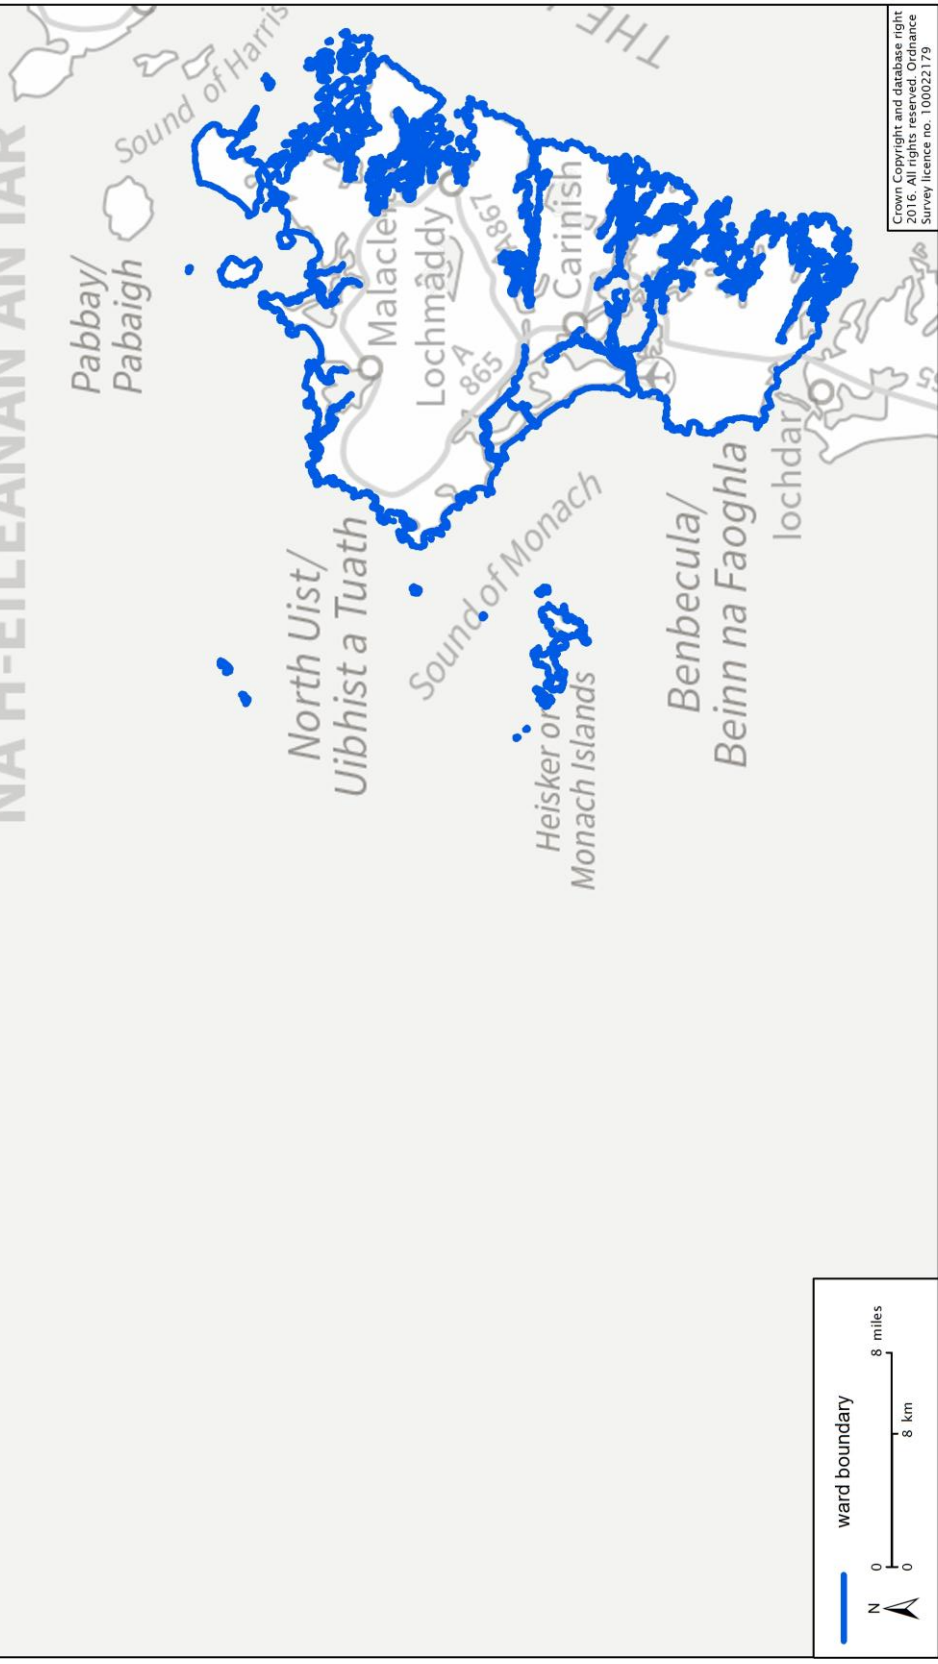 NA H-EILEANAN AN IAR
Sound of Harris
THE
Pabbay/
Pabaigh
Malaclete
Lochmaddy
A867
A
865
Carinish
North Uist/
Uibhist a Tuath
Sound of Monach
Heisker or
Monach Islands
Benbecula/
Beinn na Faoghla
Iochdar
ward boundary
N
0
8 miles
0
8 km
Crown Copyright and database right
2016. All rights reserved. Ordnance
Survey licence no. 100022179